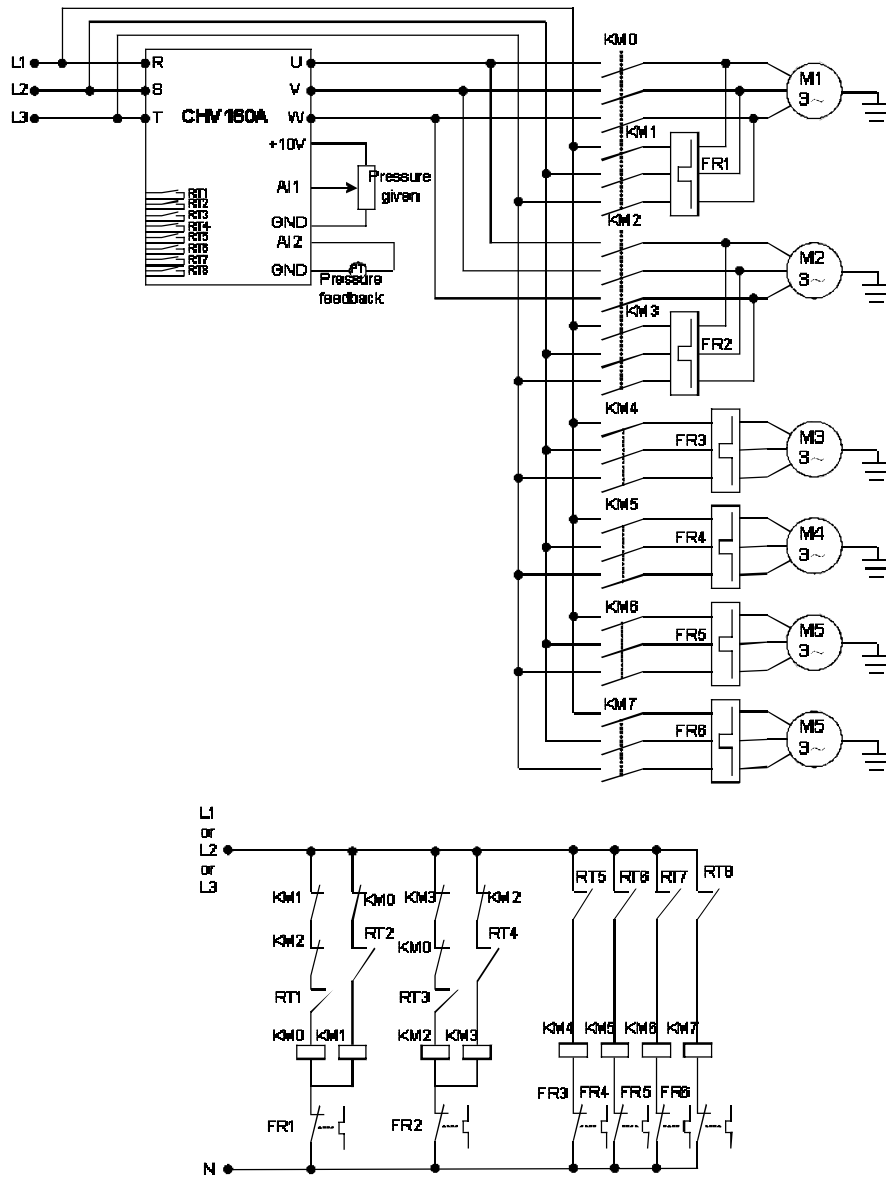 KM0
L1 R U M1
L2 S V 3~
L3 T CHV160A W
+10V KM1
AI1 Pressure given FR1
GND
RT1
RT2
RT3
RT4
RT5
RT6
RT7
RT8
AI2 KM2
GND M2
3~
Pressure
feedback
KM3
FR2
KM4
FR3 M3
3~
KM5
FR4 M4
3~
KM6
FR5 M5
3~
KM7
FR6 M5
3~
L1
or
L2
or
L3
RT5 RT6 RT7 RT8
KM1 KM0 KM3 KM2
KM2 RT2 KM0 RT4
RT1 RT3
KM0 KM1 KM2 KM3 KM4 KM5 KM6 KM7
FR1 FR2 FR3 FR4 FR5 FR6
N